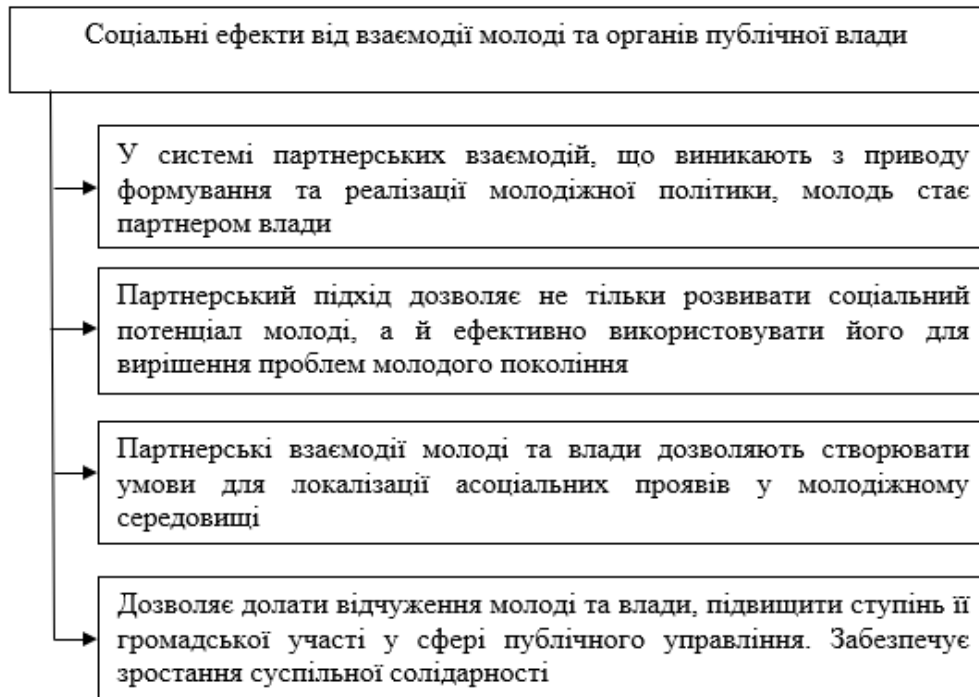 Соціальні ефекти від взаємодії молоді та органів публічної влади
У системі партнерських взаємодій, що виникають з приводу
формування та реалізації молодіжної політики, молодь стає
партнером влади
Партнерський підхід дозволяє не тільки розвивати соціальний
потенціал молоді, а й ефективно використовувати його для
вирішення проблем молодого покоління
Партнерські взаємодії молоді та влади дозволяють створювати
умови для локалізації асоціальних проявів у молодіжному
середовищі
Дозволяє долати відчуження молоді та влади, підвищити ступінь її
громадської участі у сфері публічного управління. Забезпечує
зростання суспільної солідарності